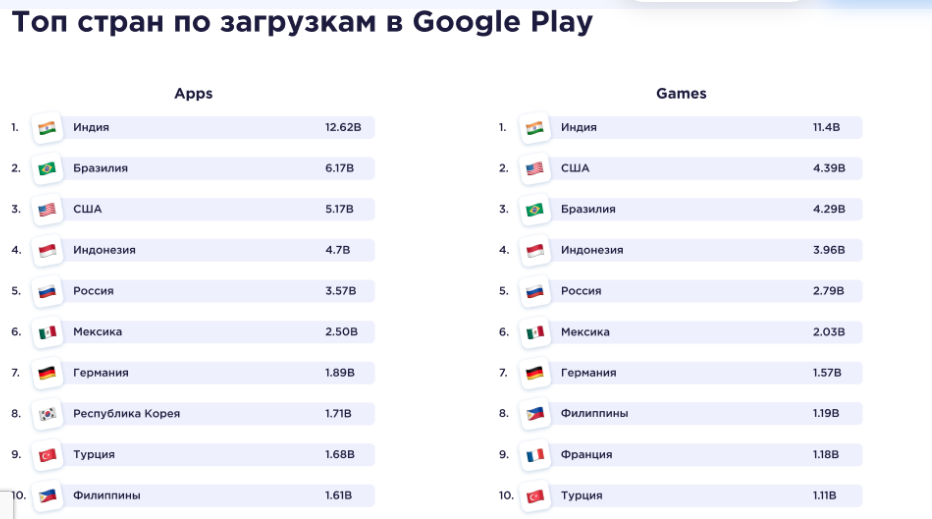 Топ стран по загрузкам в Google Play
Apps
1. Индия 12.62B
2. Бразилия 6.17B
3. США 5.17B
4. Индонезия 4.7B
5. Россия 3.57B
6. Мексика 2.50B
7. Германия 1.89B
8. Республика Корея 1.71B
9. Турция 1.68B
10. Филиппины 1.61B
Games
1. Индия 11.4B
2. США 4.39B
3. Бразилия 4.29B
4. Индонезия 3.96B
5. Россия 2.79B
6. Мексика 2.03B
7. Германия 1.57B
8. Филиппины 1.19B
9. Франция 1.18B
10. Турция 1.11B